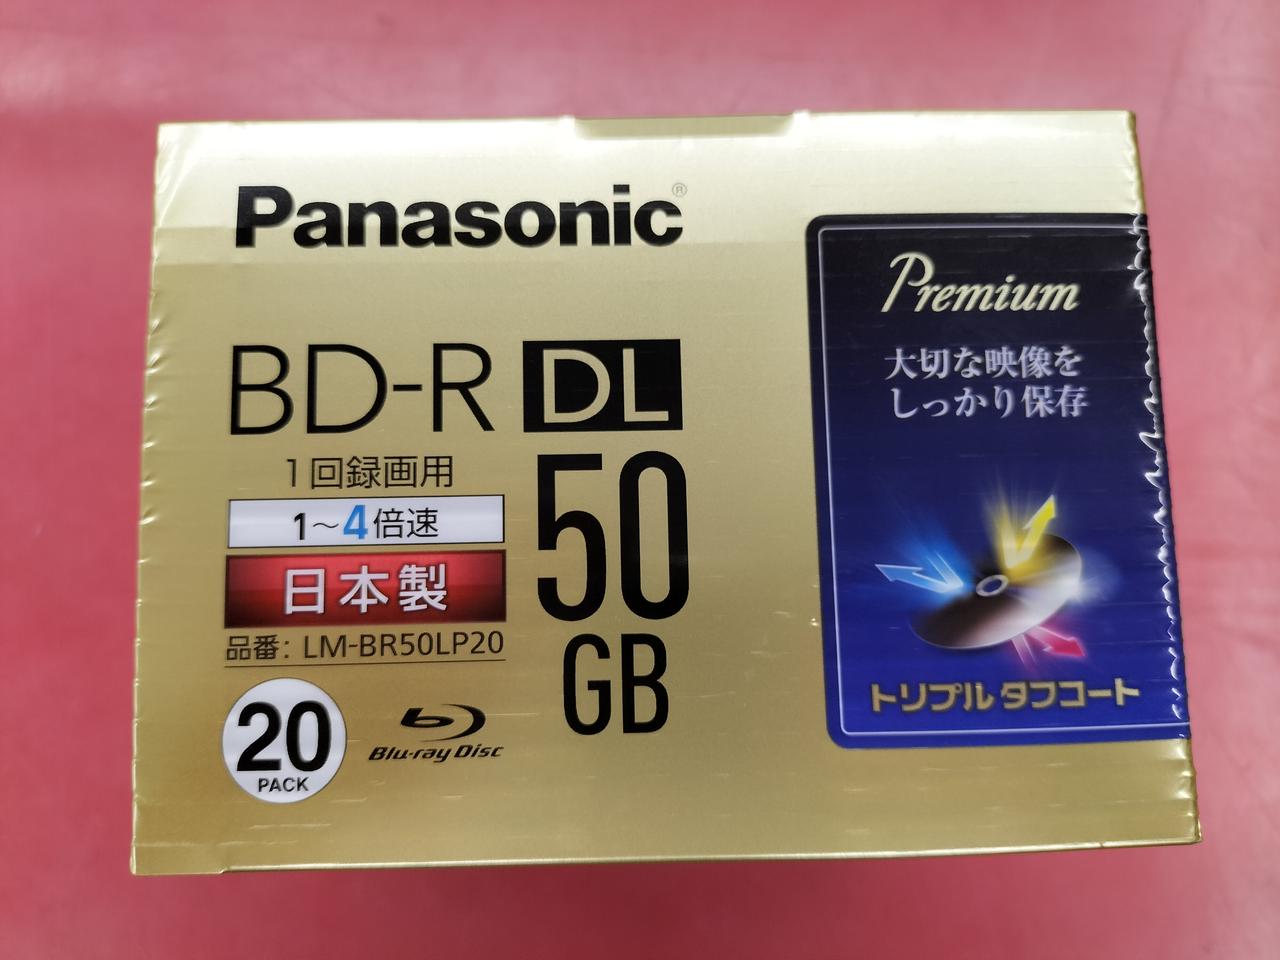 Panasonic®
BD-R DL
1回録画用
1～4倍速
日本製
品番: LM-BR50LP20
50
GB
20
PACK
Blu-ray Disc
Premium
大切な映像を
しっかり保存
トリプル タフコート